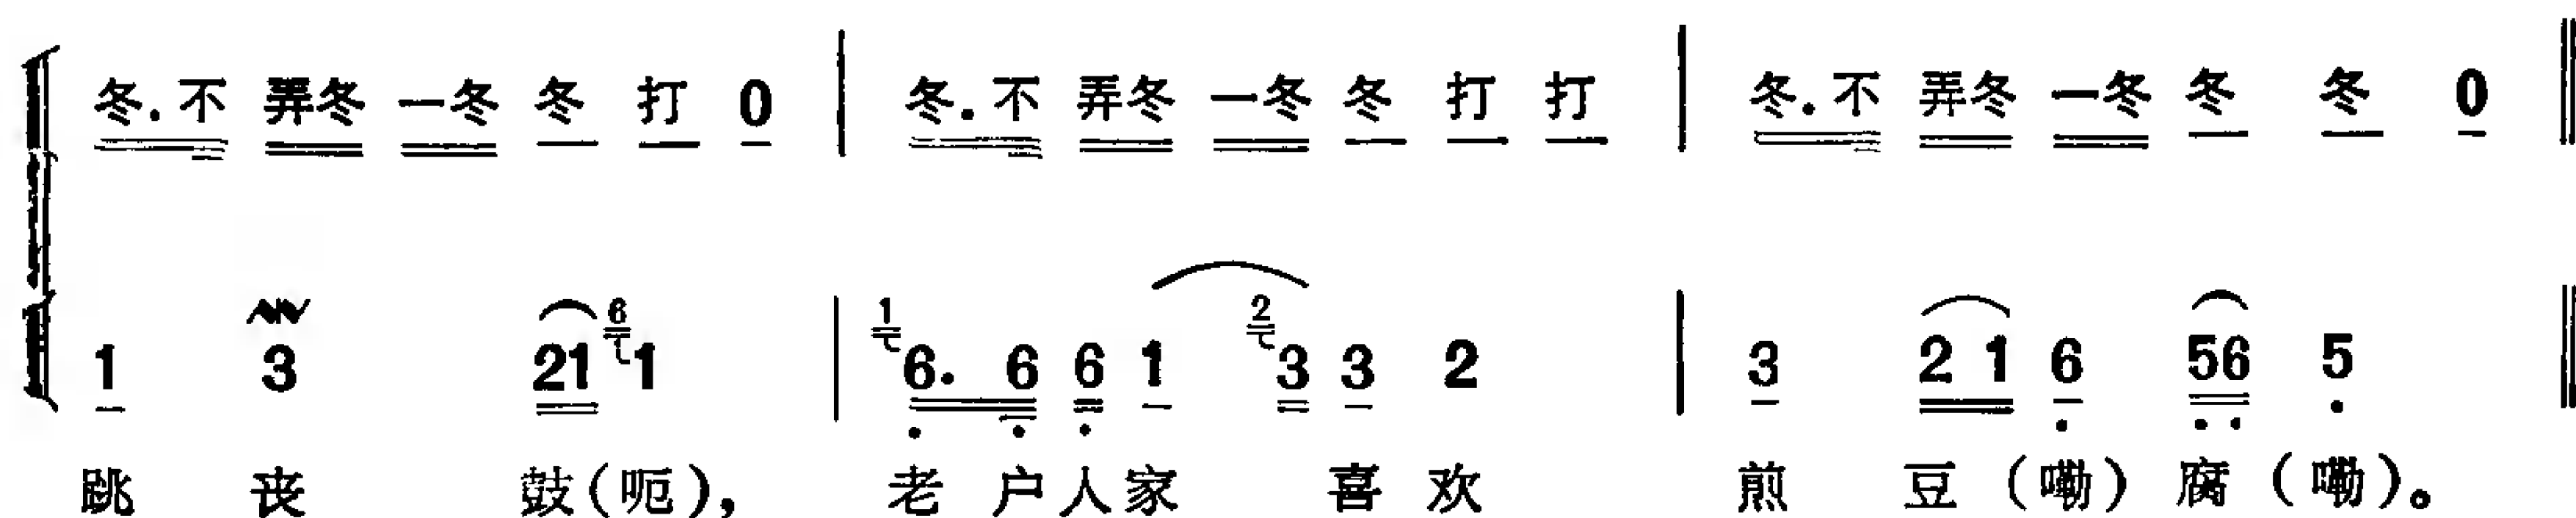 冬.不 弄冬 一冬 冬 打 0 | 冬.不 弄冬 一冬 冬 打 打 | 冬.不 弄冬 一冬 冬 冬 0 ‖
1 3 21 6 1 | 1 6. 6 6 1 2 3 3 2 | 3 2 1 6 56 5 ‖
跳 丧 鼓(呃), 老 户人家 喜 欢 煎 豆(嘞)腐(嘞)。